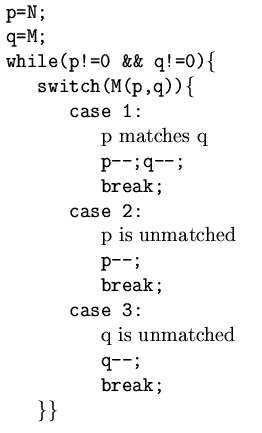 p=N;
q=M;
while(p!=0 && q!=0){
switch(M(p,q)){
case 1:
p matches q
p--;q--;
break;
case 2:
p is unmatched
p--;
break;
case 3:
q is unmatched
q--;
break;
}}